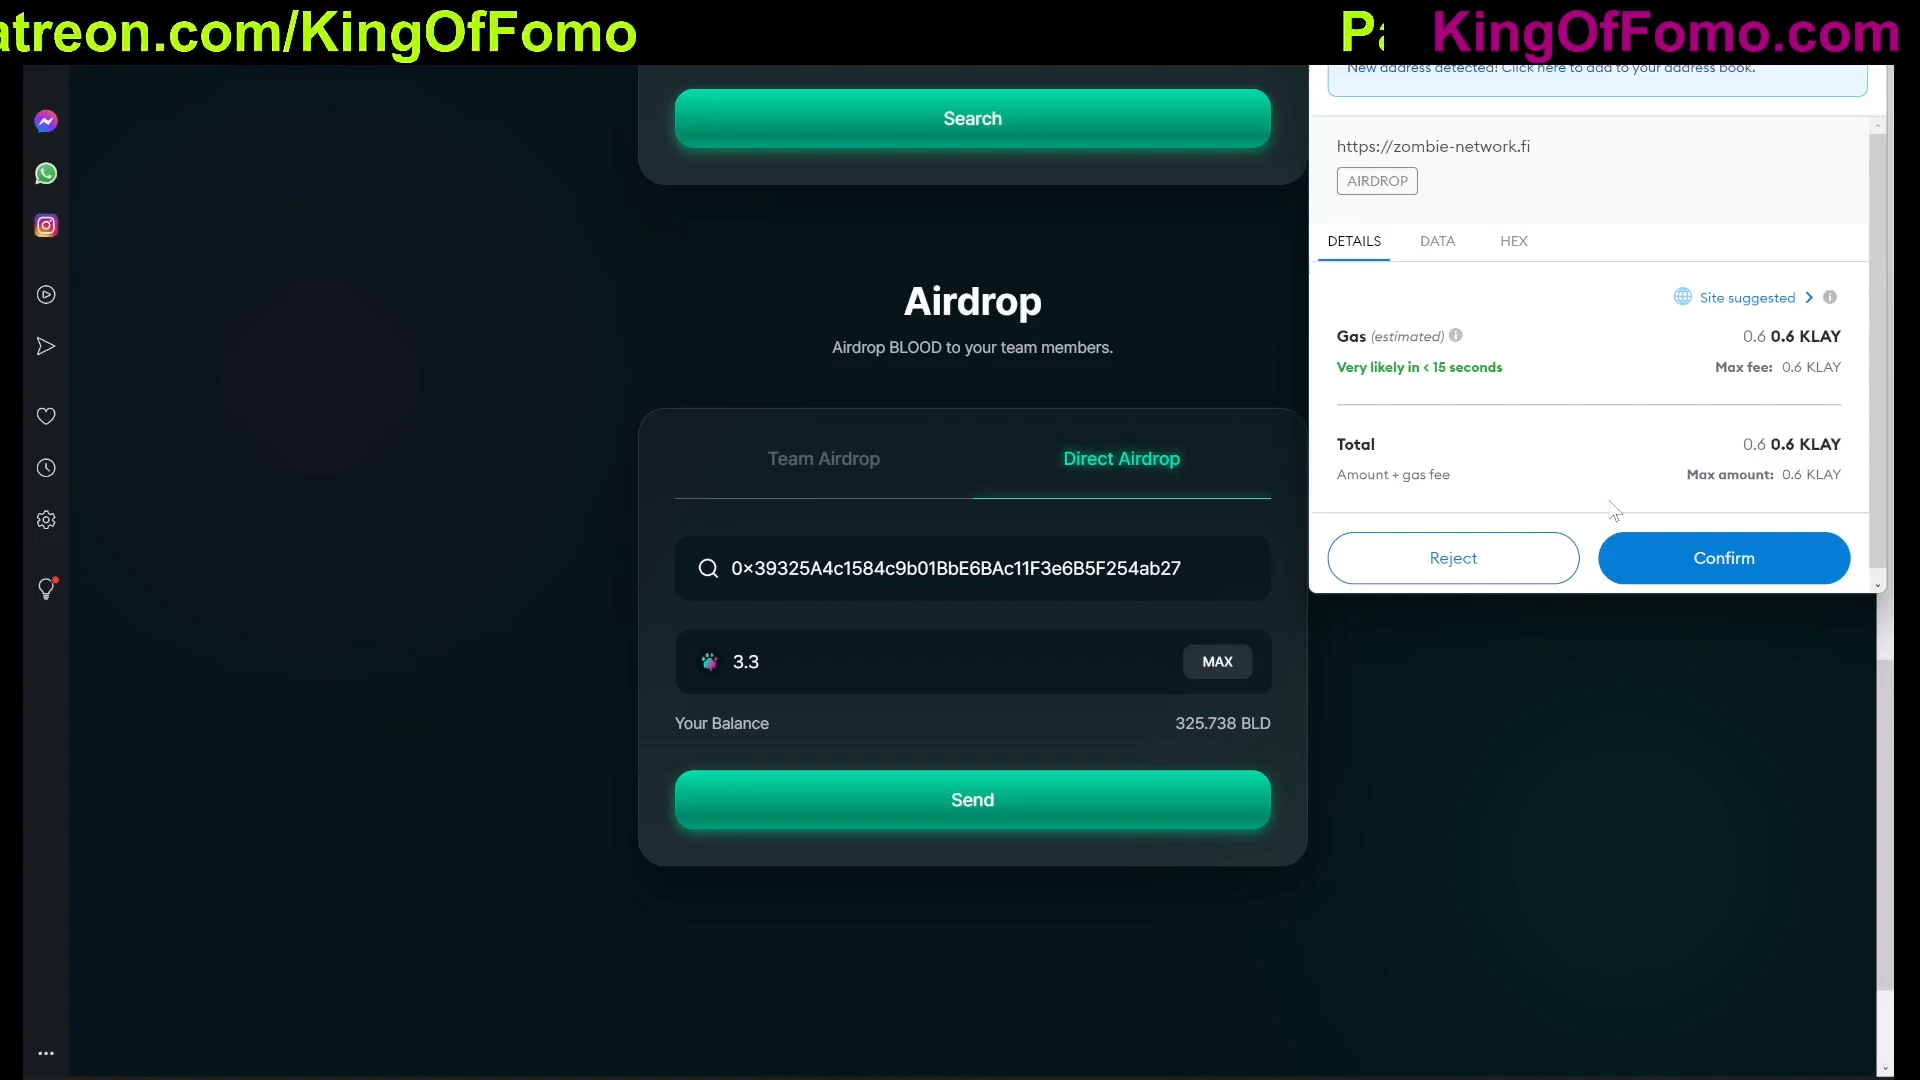 atreon.com/KingOfFomo
Pa
KingOfFomo.com
New address detected! Click here to add to your address book.
Search
https://zombie-network.fi
AIRDROP
DETAILS
DATA
HEX
Site suggested
Airdrop
Airdrop BLOOD to your team members.
Gas (estimated)
0.6 0.6 KLAY
Very likely in < 15 seconds
Max fee: 0.6 KLAY
Total
0.6 0.6 KLAY
Amount + gas fee
Max amount: 0.6 KLAY
Reject
Confirm
Team Airdrop
Direct Airdrop
0x39325A4c1584c9b01BbE6BAc11F3e6B5F254ab27
3.3
MAX
Your Balance
325.738 BLD
Send